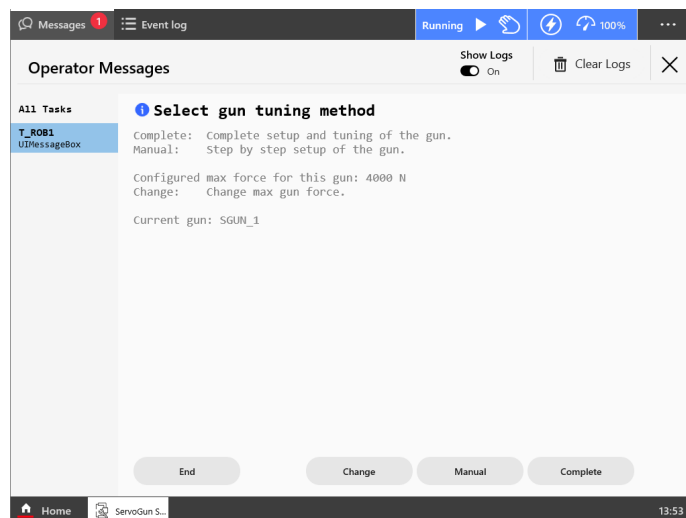 Messages 1 Event log Running 100% ...
Operator Messages Show Logs On Clear Logs
All Tasks
T_ROB1
UIMessageBox
Select gun tuning method
Complete: Complete setup and tuning of the gun.
Manual: Step by step setup of the gun.
Configured max force for this gun: 4000 N
Change: Change max gun force.
Current gun: SGUN_1
End Change Manual Complete
Home ServoGun S... 13:53